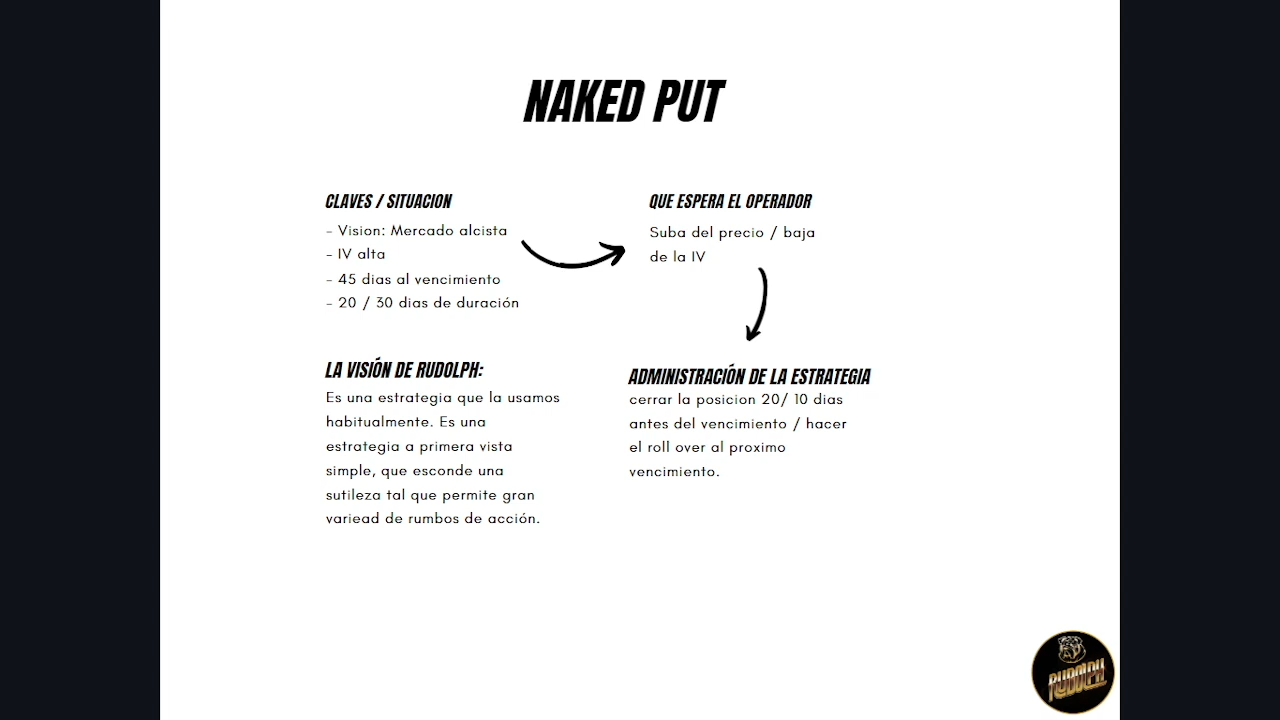 NAKED PUT
CLAVES / SITUACION
- Vision: Mercado alcista
- IV alta
- 45 dias al vencimiento
- 20 / 30 dias de duración
QUE ESPERA EL OPERADOR
Suba del precio / baja
de la IV
LA VISIÓN DE RUDOLPH:
Es una estrategia que la usamos
habitualmente. Es una
estrategia a primera vista
simple, que esconde una
sutileza tal que permite gran
variead de rumbos de acción.
ADMINISTRACIÓN DE LA ESTRATEGIA
cerrar la posicion 20/ 10 dias
antes del vencimiento / hacer
el roll over al proximo
vencimiento.
RUDOLPH